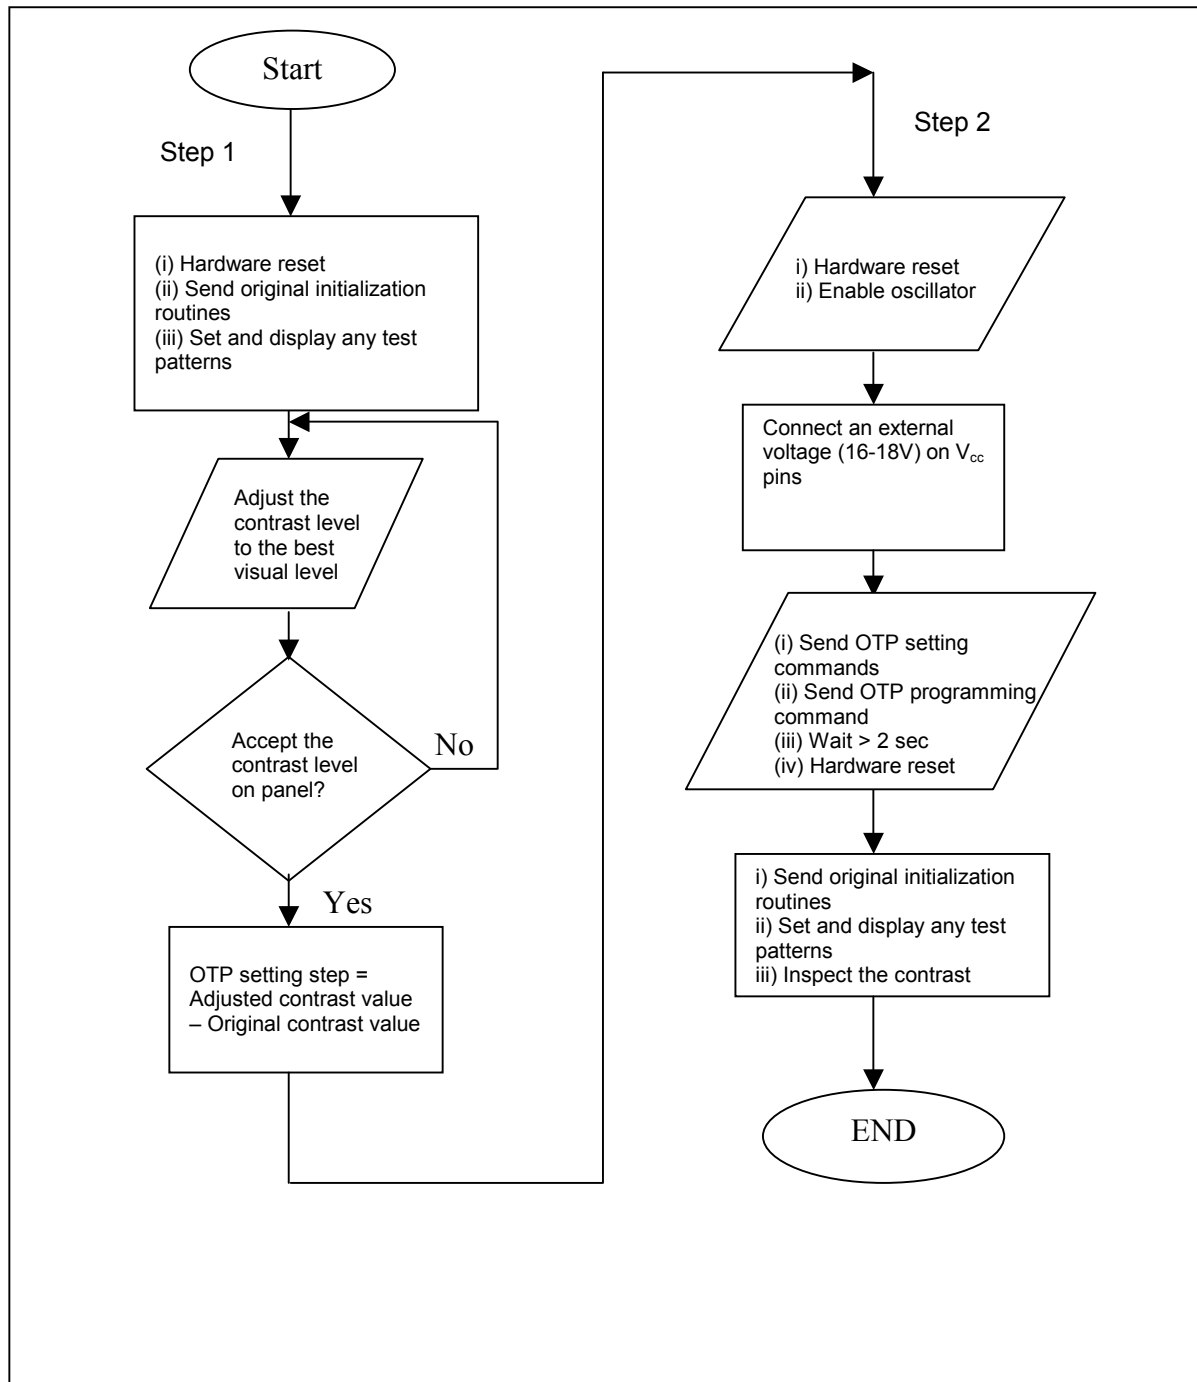 Start
Step 1
(i) Hardware reset
(ii) Send original initialization
routines
(iii) Set and display any test
patterns
Adjust the
contrast level
to the best
visual level
Accept the
contrast level
on panel?
No
Yes
OTP setting step =
Adjusted contrast value
– Original contrast value
Step 2
i) Hardware reset
ii) Enable oscillator
Connect an external
voltage (16-18V) on Vcc
pins
(i) Send OTP setting
commands
(ii) Send OTP programming
command
(iii) Wait > 2 sec
(iv) Hardware reset
i) Send original initialization
routines
ii) Set and display any test
patterns
iii) Inspect the contrast
END